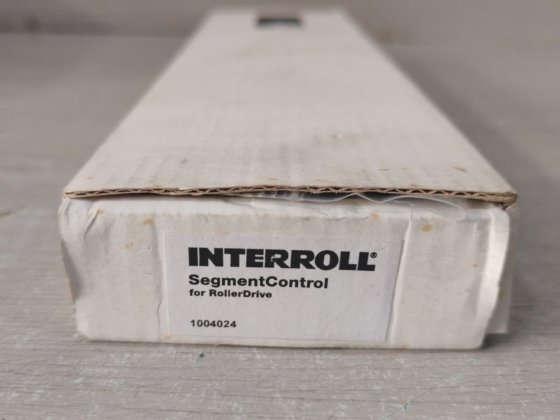 INTERROLL®
SegmentControl
for RollerDrive
1004024